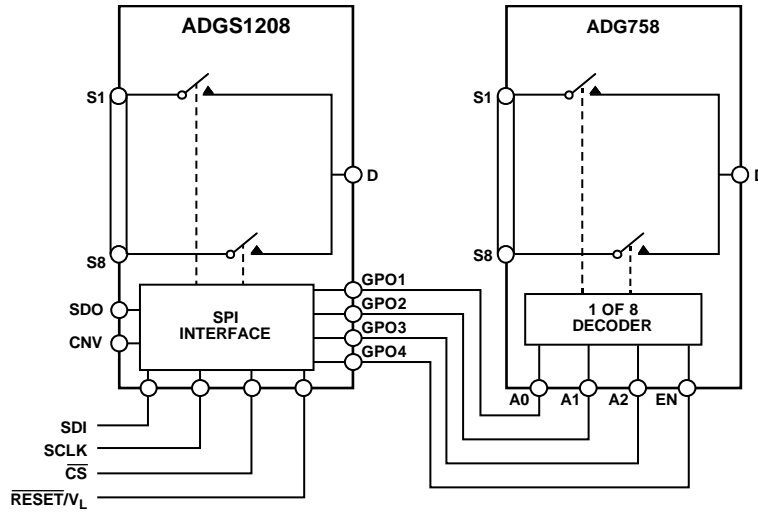 ADGS1208
ADG758
S1
S1
D
D
S8
S8
GPO1
SDO
SPI
INTERFACE
GPO2
1 OF 8
DECODER
CNV
GPO3
GPO4
A0
A1
A2
EN
SDI
SCLK
CS
RESET/VL